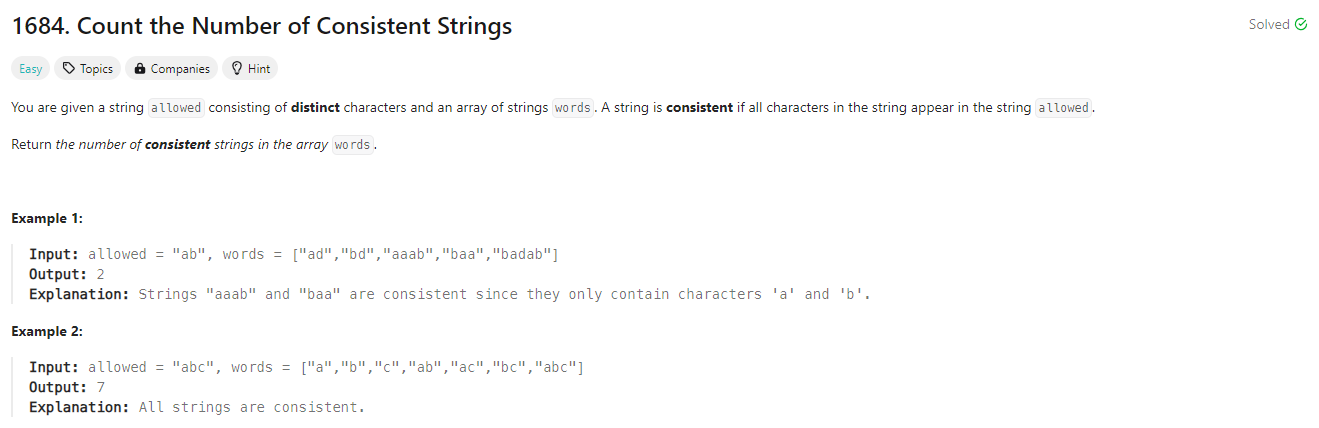 1684. Count the Number of Consistent Strings
Solved
Easy Topics Companies Hint
You are given a string allowed consisting of distinct characters and an array of strings words. A string is consistent if all characters in the string appear in the string allowed.
Return the number of consistent strings in the array words.
Example 1:
Input: allowed = "ab", words = ["ad","bd","aaab","baa","badab"]
Output: 2
Explanation: Strings "aaab" and "baa" are consistent since they only contain characters 'a' and 'b'.
Example 2:
Input: allowed = "abc", words = ["a","b","c","ab","ac","bc","abc"]
Output: 7
Explanation: All strings are consistent.